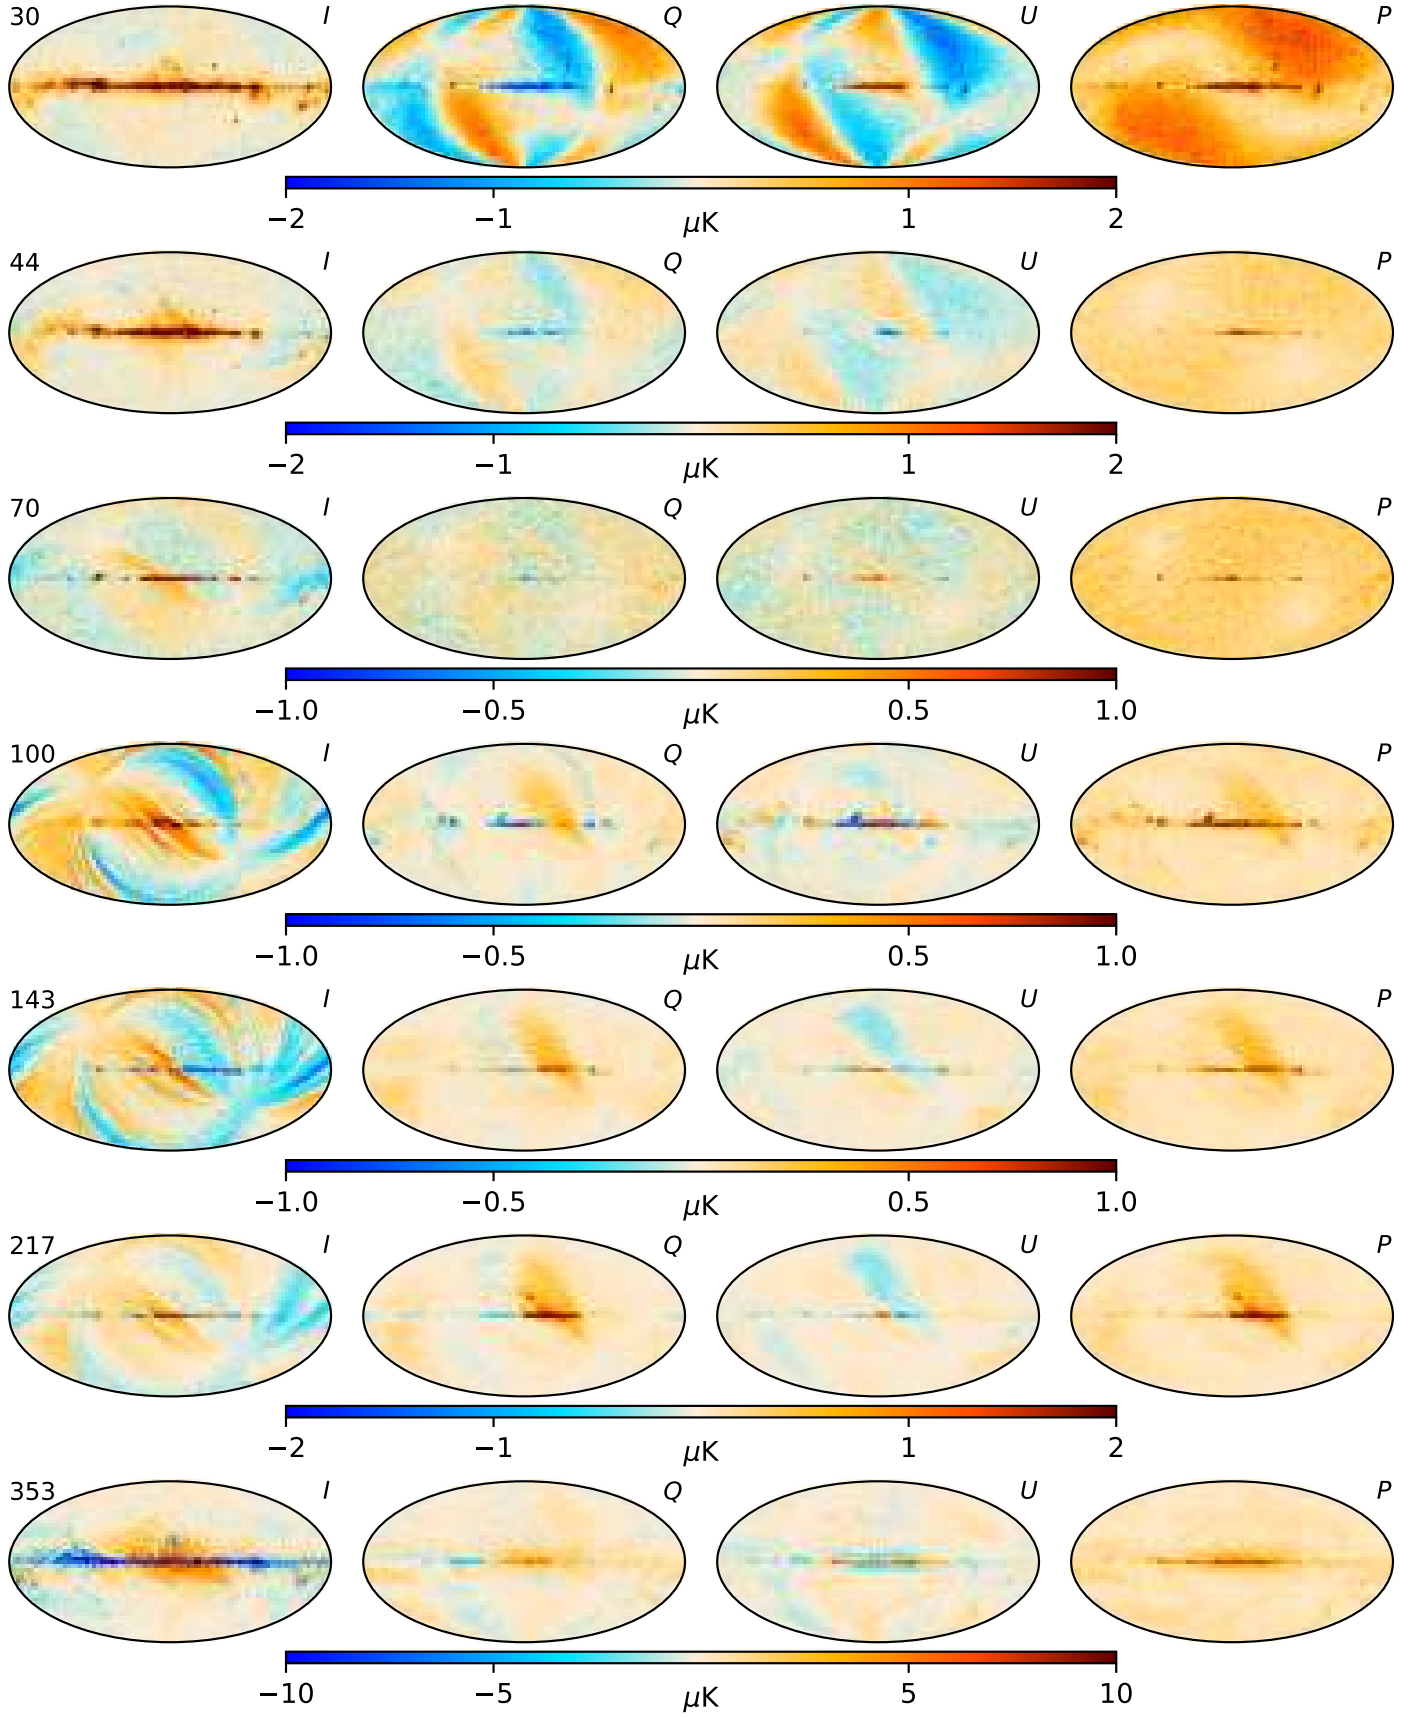 30 I Q U P
−2 −1 μK 1 2
44 I Q U P
−2 −1 μK 1 2
70 I Q U P
−1.0 −0.5 μK 0.5 1.0
100 I Q U P
−1.0 −0.5 μK 0.5 1.0
143 I Q U P
−1.0 −0.5 μK 0.5 1.0
217 I Q U P
−2 −1 μK 1 2
353 I Q U P
−10 −5 μK 5 10